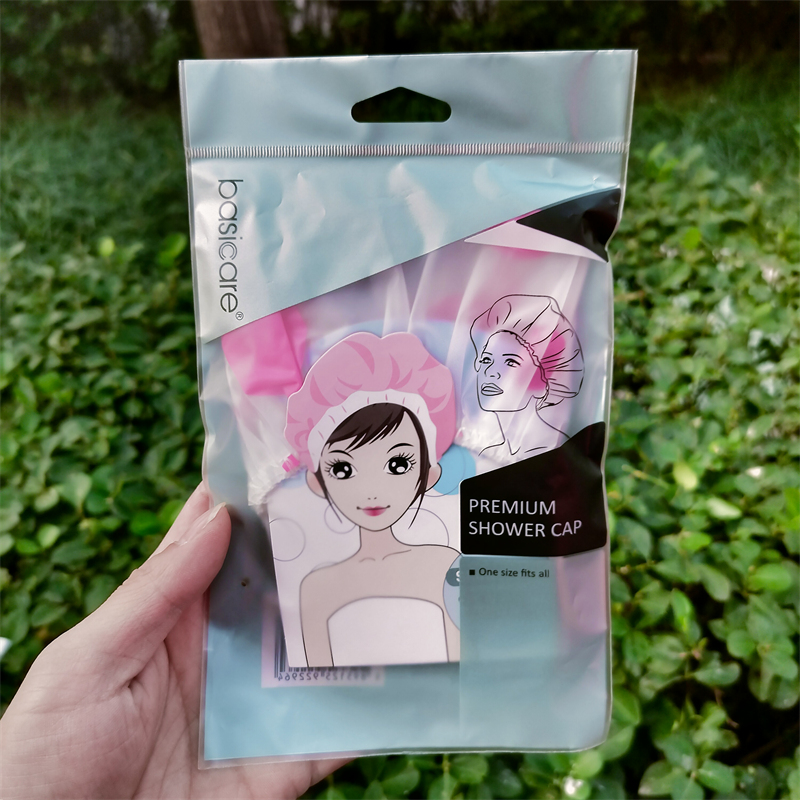 basicare®
PREMIUM
SHOWER CAP
■ One size fits all